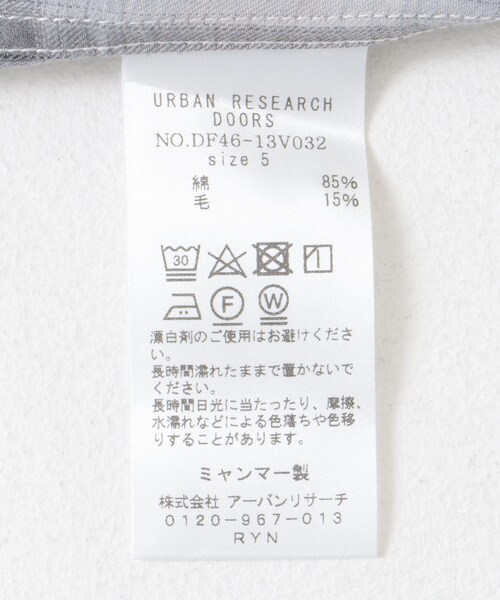 URBAN RESEARCH
DOORS
NO.DF46-13V032
size 5
綿 85%
毛 15%
30
F W
漂白剤のご使用はお避けくださ
い。
長時間濡れたままで置かないで
ください。
長時間日光に当たったり、摩擦、
水濡れなどによる色落ちや色移
りすることがあります。
ミャンマー製
株式会社 アーバンリサーチ
0120-967-013
RYN